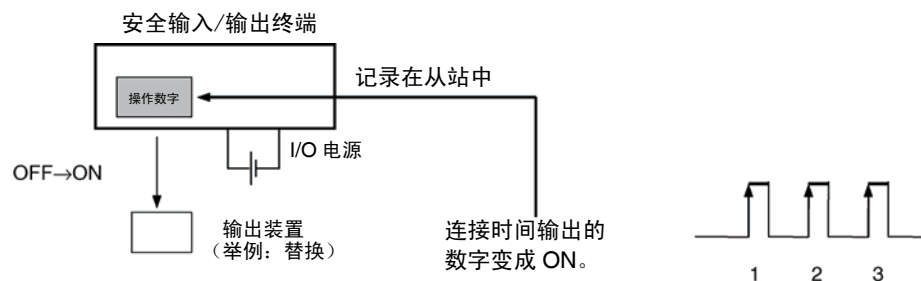 安全输入/输出终端
操作数字
记录在从站中
I/O 电源
OFF→ON
输出装置
（举例：替换）
连接时间输出的
数字变成 ON。
1 2 3